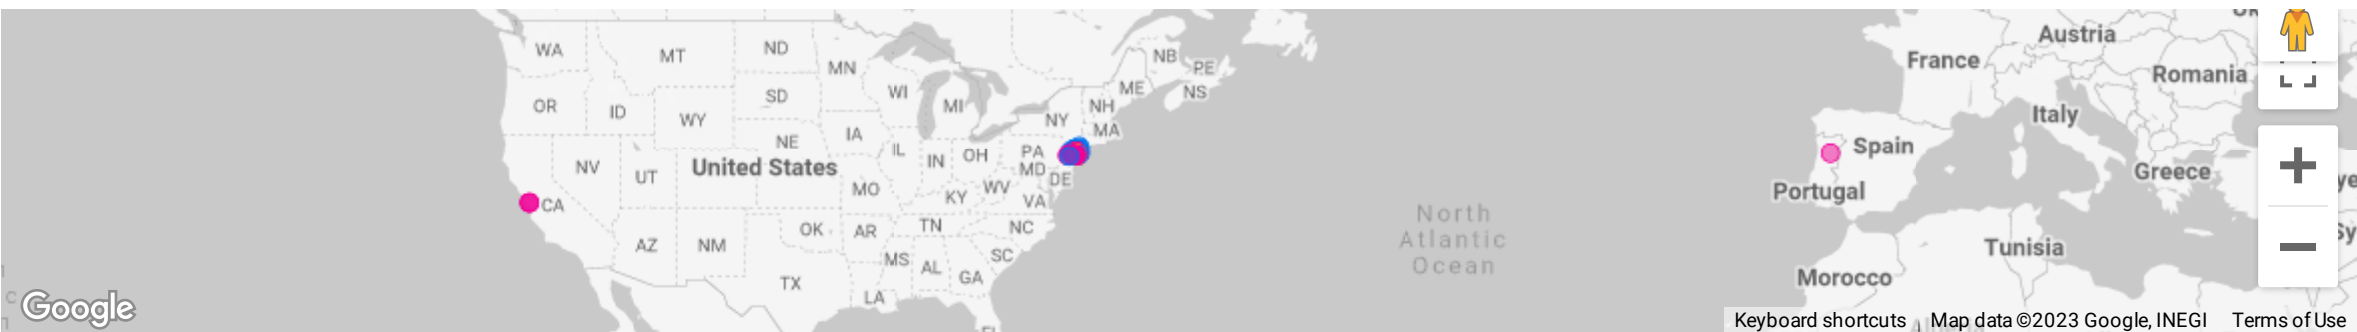 WA
MT
ND
MN
NB
PE
Austria
France
Romania
OR
ID
WY
SD
WI
MI
ME
NH
NS
NY
MA
Italy
NV
UT
NE
IA
IL
IN
OH
PA
MD
DE
Spain
United States
Greece
CA
MO
KY
WV
VA
Portugal
AZ
NM
OK
AR
TN
NC
North
Atlantic
Ocean
Tunisia
MS
AL
GA
SC
Morocco
TX
LA
Google
Keyboard shortcuts
Map data ©2023 Google, INEGI
Terms of Use